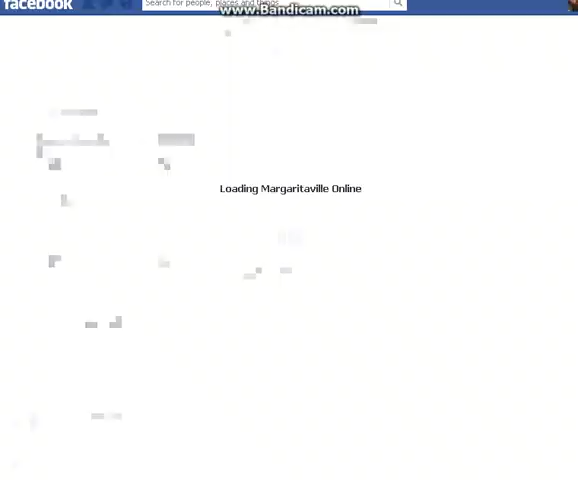 facebook
Search for people, places and things
www.Bandicam.com
Loading Margaritaville Online